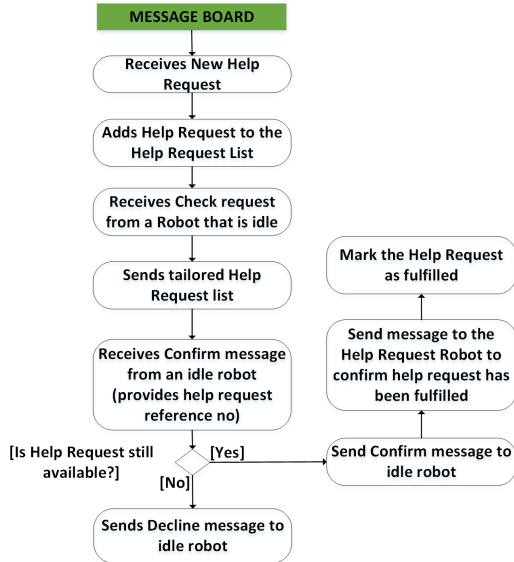 MESSAGE BOARD
Receives New Help
Request
Adds Help Request to the
Help Request List
Receives Check request
from a Robot that is idle
Sends tailored Help
Request list
Receives Confirm message
from an idle robot
(provides help request
reference no)
[Is Help Request still
available?]
[Yes]
[No]
Sends Decline message to
idle robot
Send Confirm message to
idle robot
Send message to the
Help Request Robot to
confirm help request has
been fulfilled
Mark the Help Request
as fulfilled